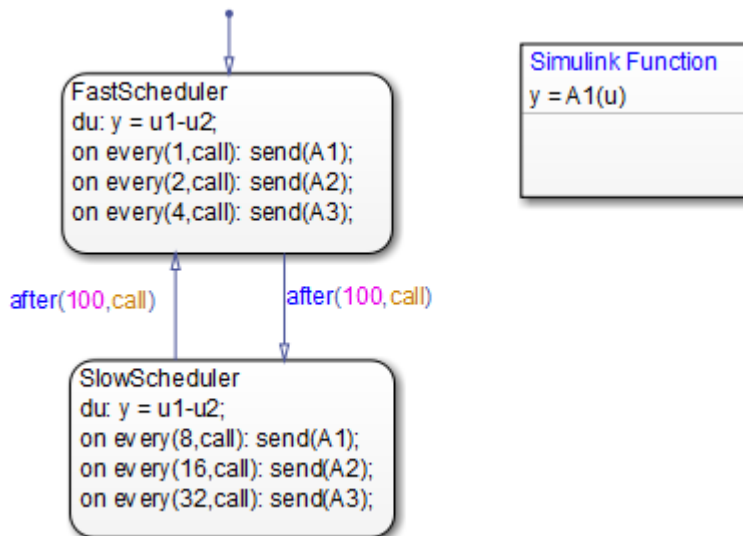 FastScheduler
du: y = u1-u2;
on every(1,call): send(A1);
on every(2,call): send(A2);
on every(4,call): send(A3);
Simulink Function
y = A1(u)
after(100,call)
after(100,call)
SlowScheduler
du: y = u1-u2;
on every(8,call): send(A1);
on every(16,call): send(A2);
on every(32,call): send(A3);